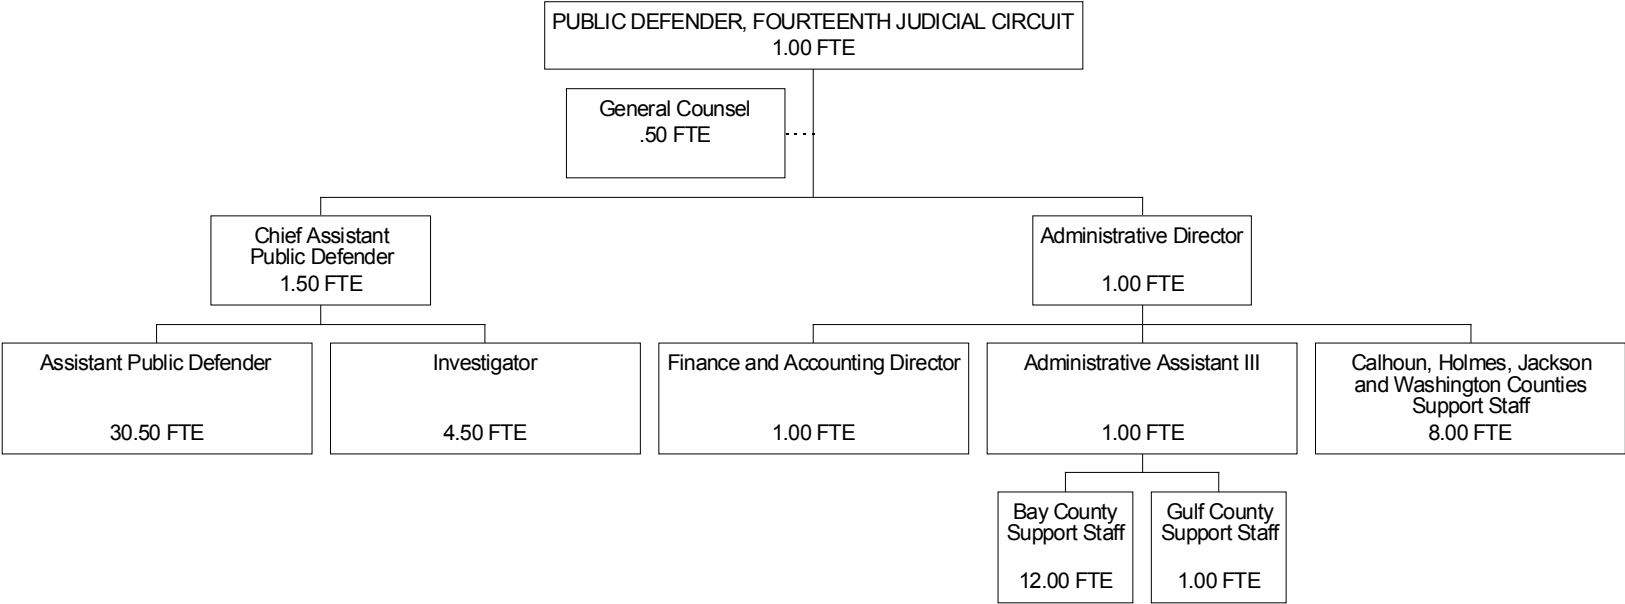 PUBLIC DEFENDER, FOURTEENTH JUDICIAL CIRCUIT
1.00 FTE
General Counsel
.50 FTE
Chief Assistant
Public Defender
1.50 FTE
Administrative Director
1.00 FTE
Assistant Public Defender
30.50 FTE
Investigator
4.50 FTE
Finance and Accounting Director
1.00 FTE
Administrative Assistant III
1.00 FTE
Calhoun, Holmes, Jackson
and Washington Counties
Support Staff
8.00 FTE
Bay County
Support Staff
12.00 FTE
Gulf County
Support Staff
1.00 FTE